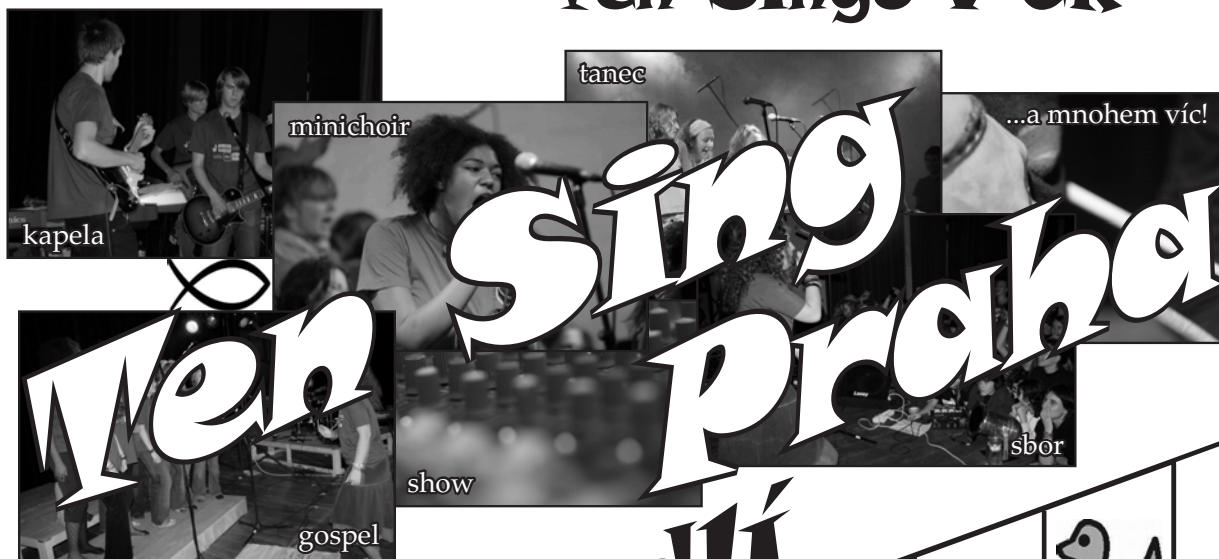 kapela
minichoir
tanec
...a mnohem víc!
Ten Sing
Praha
show
sbor
gospel